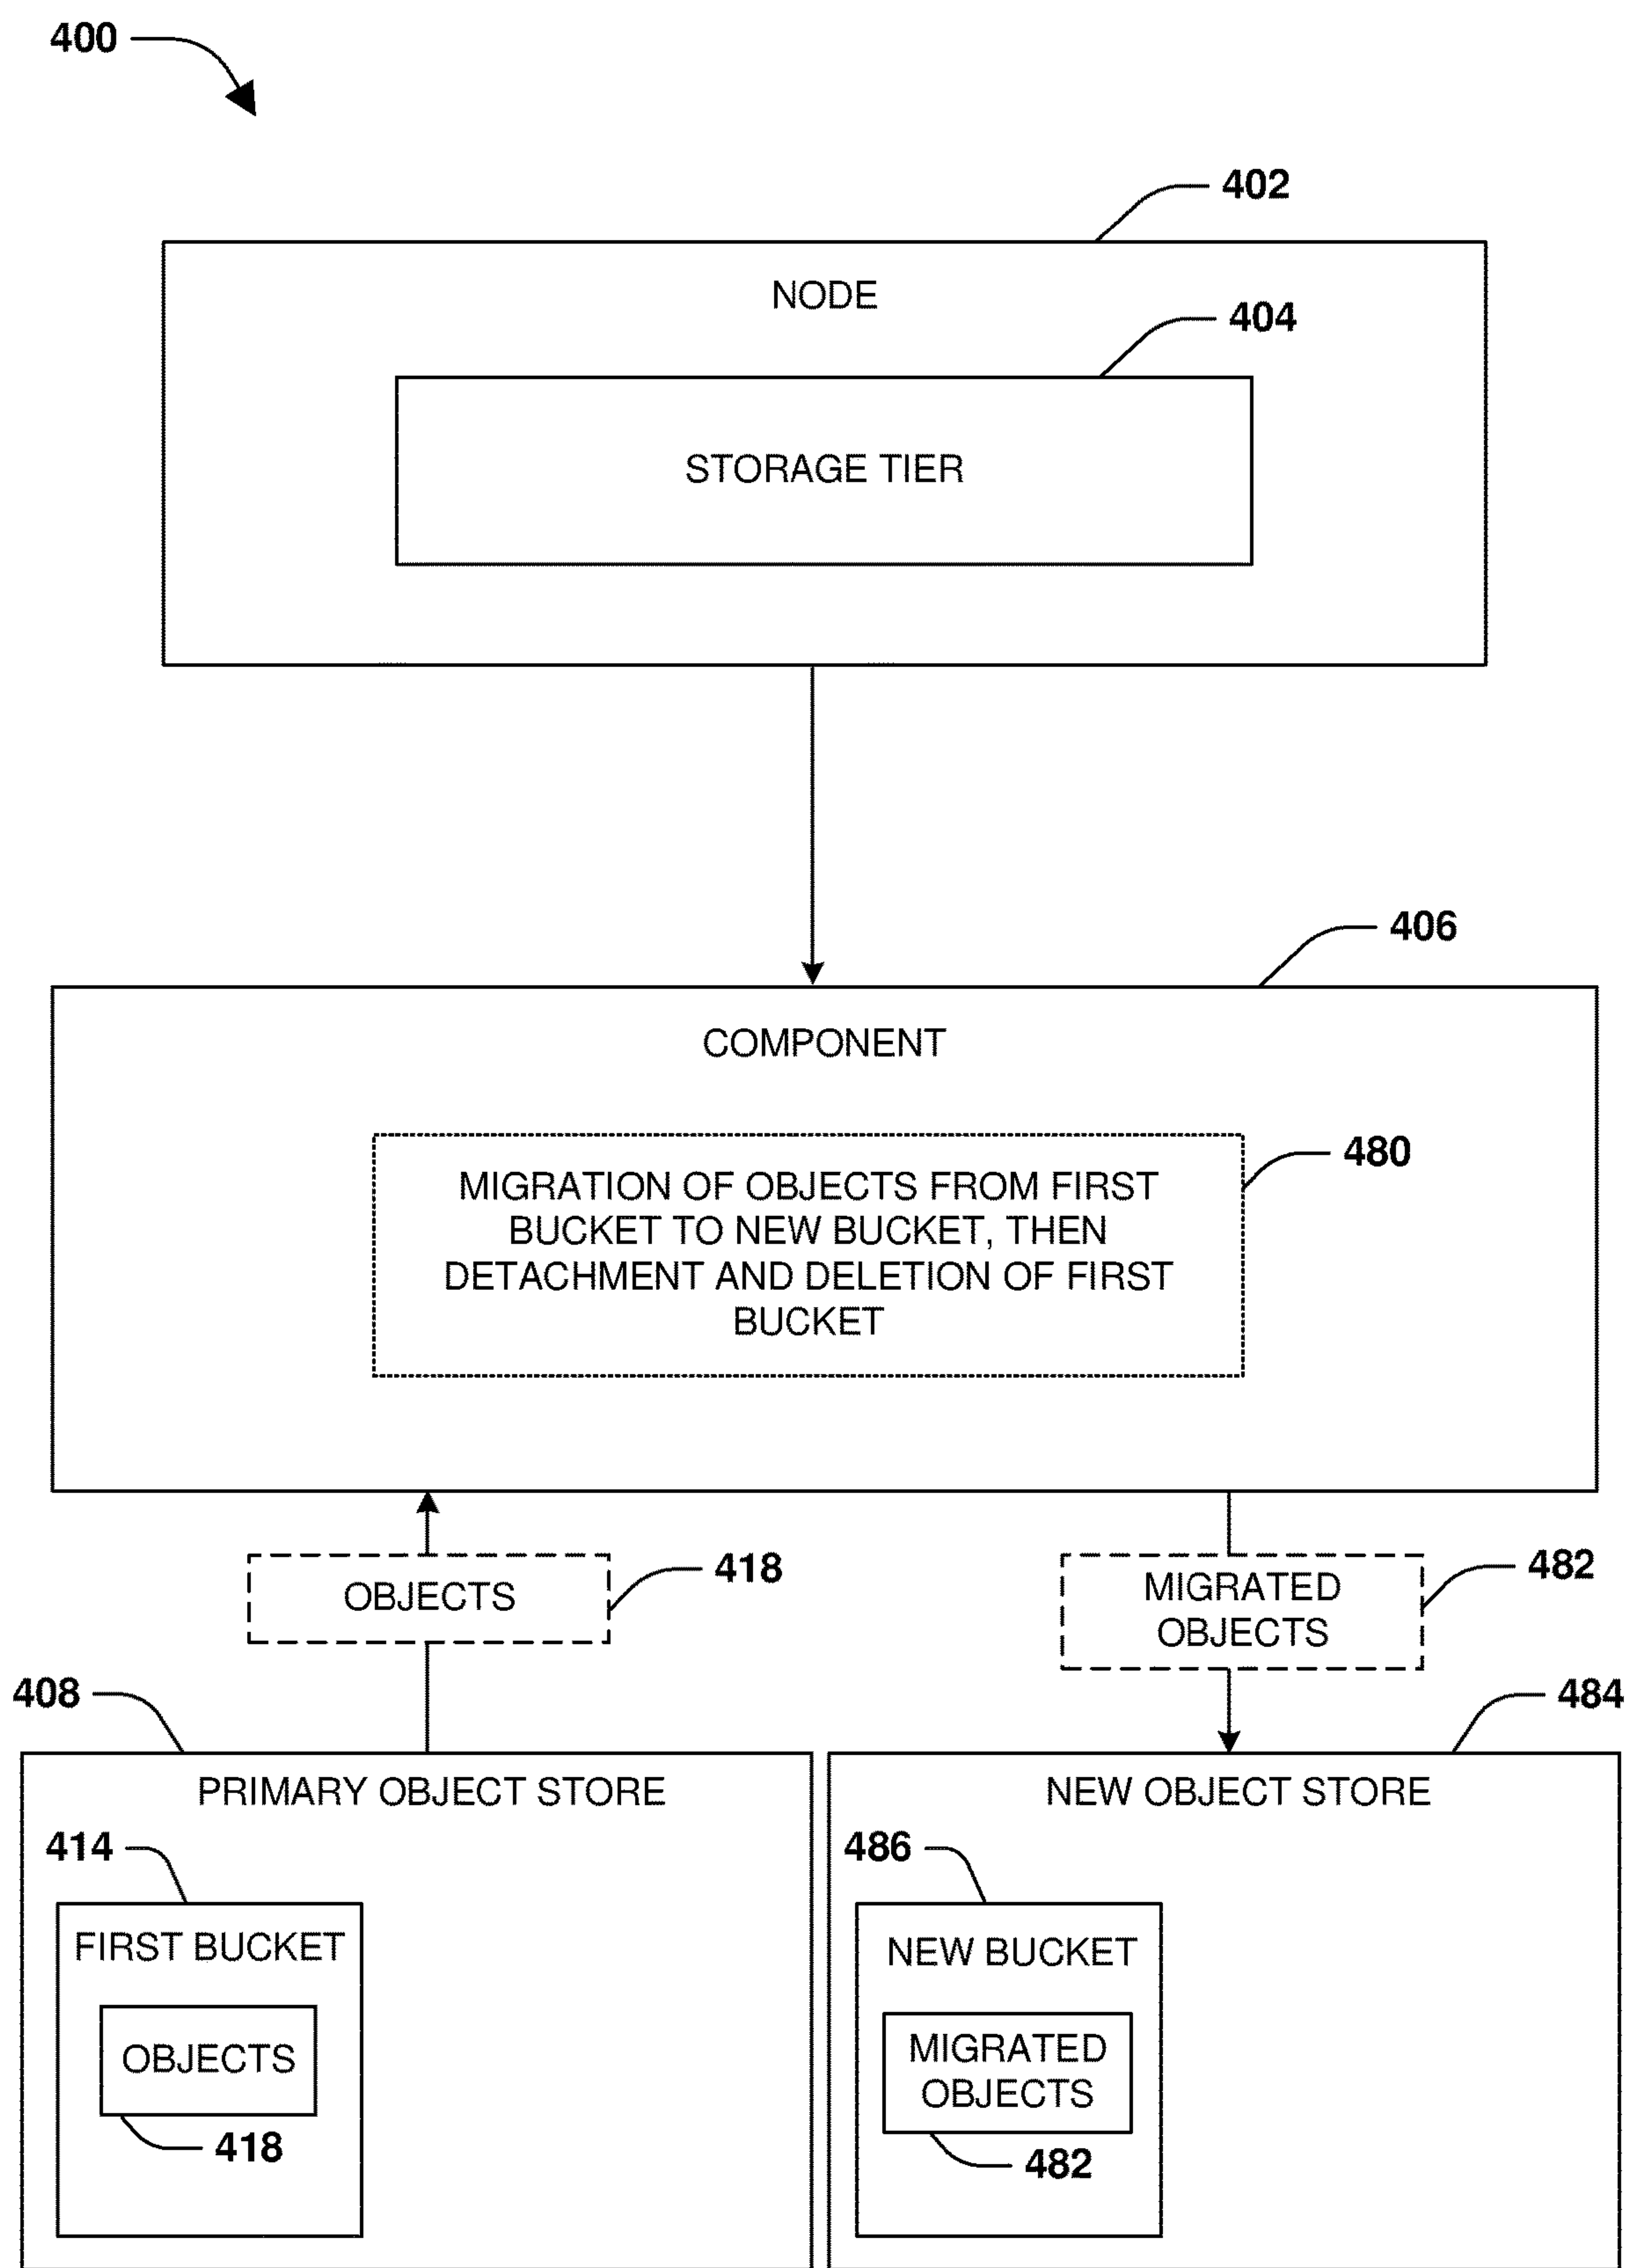 400
402
NODE
404
STORAGE TIER
406
COMPONENT
480
MIGRATION OF OBJECTS FROM FIRST
BUCKET TO NEW BUCKET, THEN
DETACHMENT AND DELETION OF FIRST
BUCKET
418
OBJECTS
482
MIGRATED
OBJECTS
408
484
PRIMARY OBJECT STORE
NEW OBJECT STORE
414
486
FIRST BUCKET
NEW BUCKET
OBJECTS
MIGRATED
OBJECTS
418
482